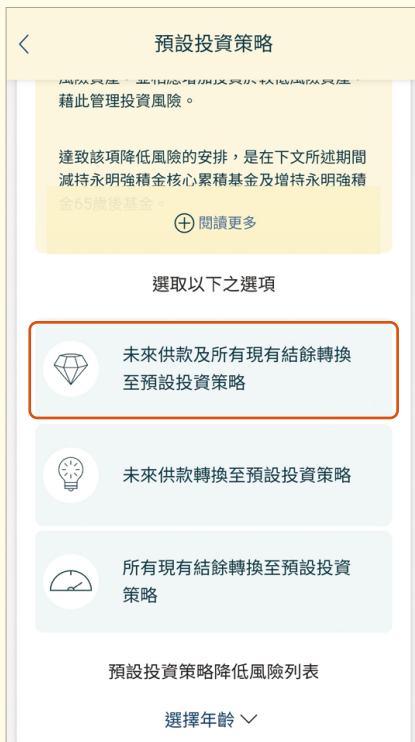 預設投資策略
風險資產，並相應增加投資於較低風險資產，
藉此管理投資風險。
達致該項降低風險的安排，是在下文所述期間
減持永明強積金核心累積基金及增持永明強積
金65歲後基金。
閱讀更多
選取以下之選項
未來供款及所有現有結餘轉換
至預設投資策略
未來供款轉換至預設投資策略
所有現有結餘轉換至預設投資
策略
預設投資策略降低風險列表
選擇年齡